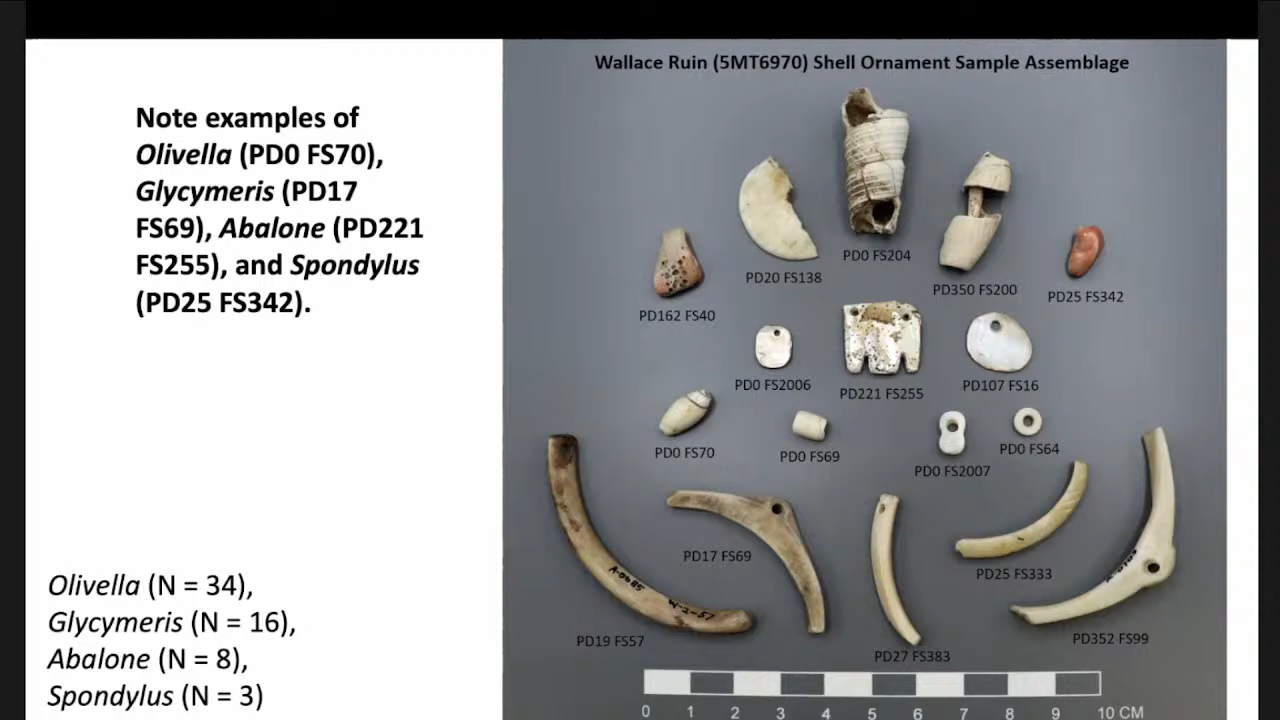 Note examples of
Olivella (PD0 FS70),
Glycymeris (PD17
FS69), Abalone (PD221
FS255), and Spondylus
(PD25 FS342).
Olivella (N = 34),
Glycymeris (N = 16),
Abalone (N = 8),
Spondylus (N = 3)
Wallace Ruin (5MT6970) Shell Ornament Sample Assemblage
PD0 FS204
PD20 FS138
PD350 FS200
PD25 FS342
PD162 FS40
PD0 FS2006
PD221 FS255
PD107 FS16
PD0 FS70
PD0 FS69
PD0 FS2007
PD0 FS64
PD17 FS69
PD25 FS333
A-0485
W-2-57
PD19 FS57
PD27 FS383
PD352 FS99
0 1 2 3 4 5 6 7 8 9 10 CM